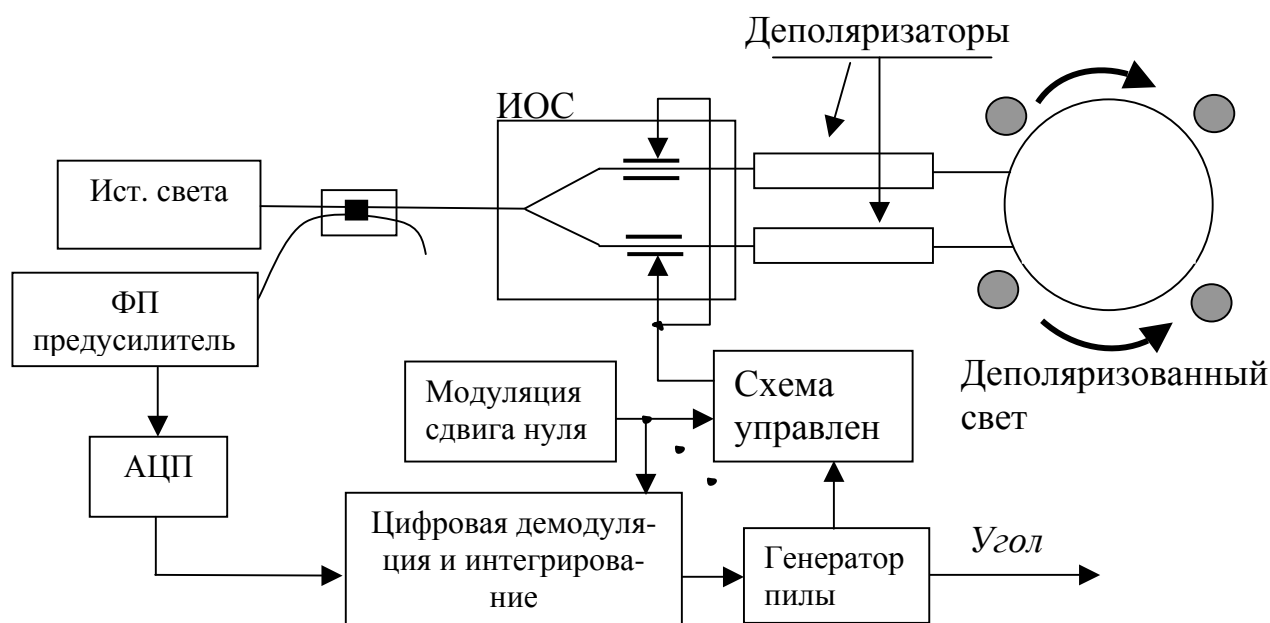 Деполяризаторы
ИОС
Ист. света
ФП
предусилитель
Деполяризованный
свет
Модуляция
сдвига нуля
Схема
управлен
АЦП
Цифровая демодуля-
ция и интегрирова-
ние
Генератор
пилы
Угол